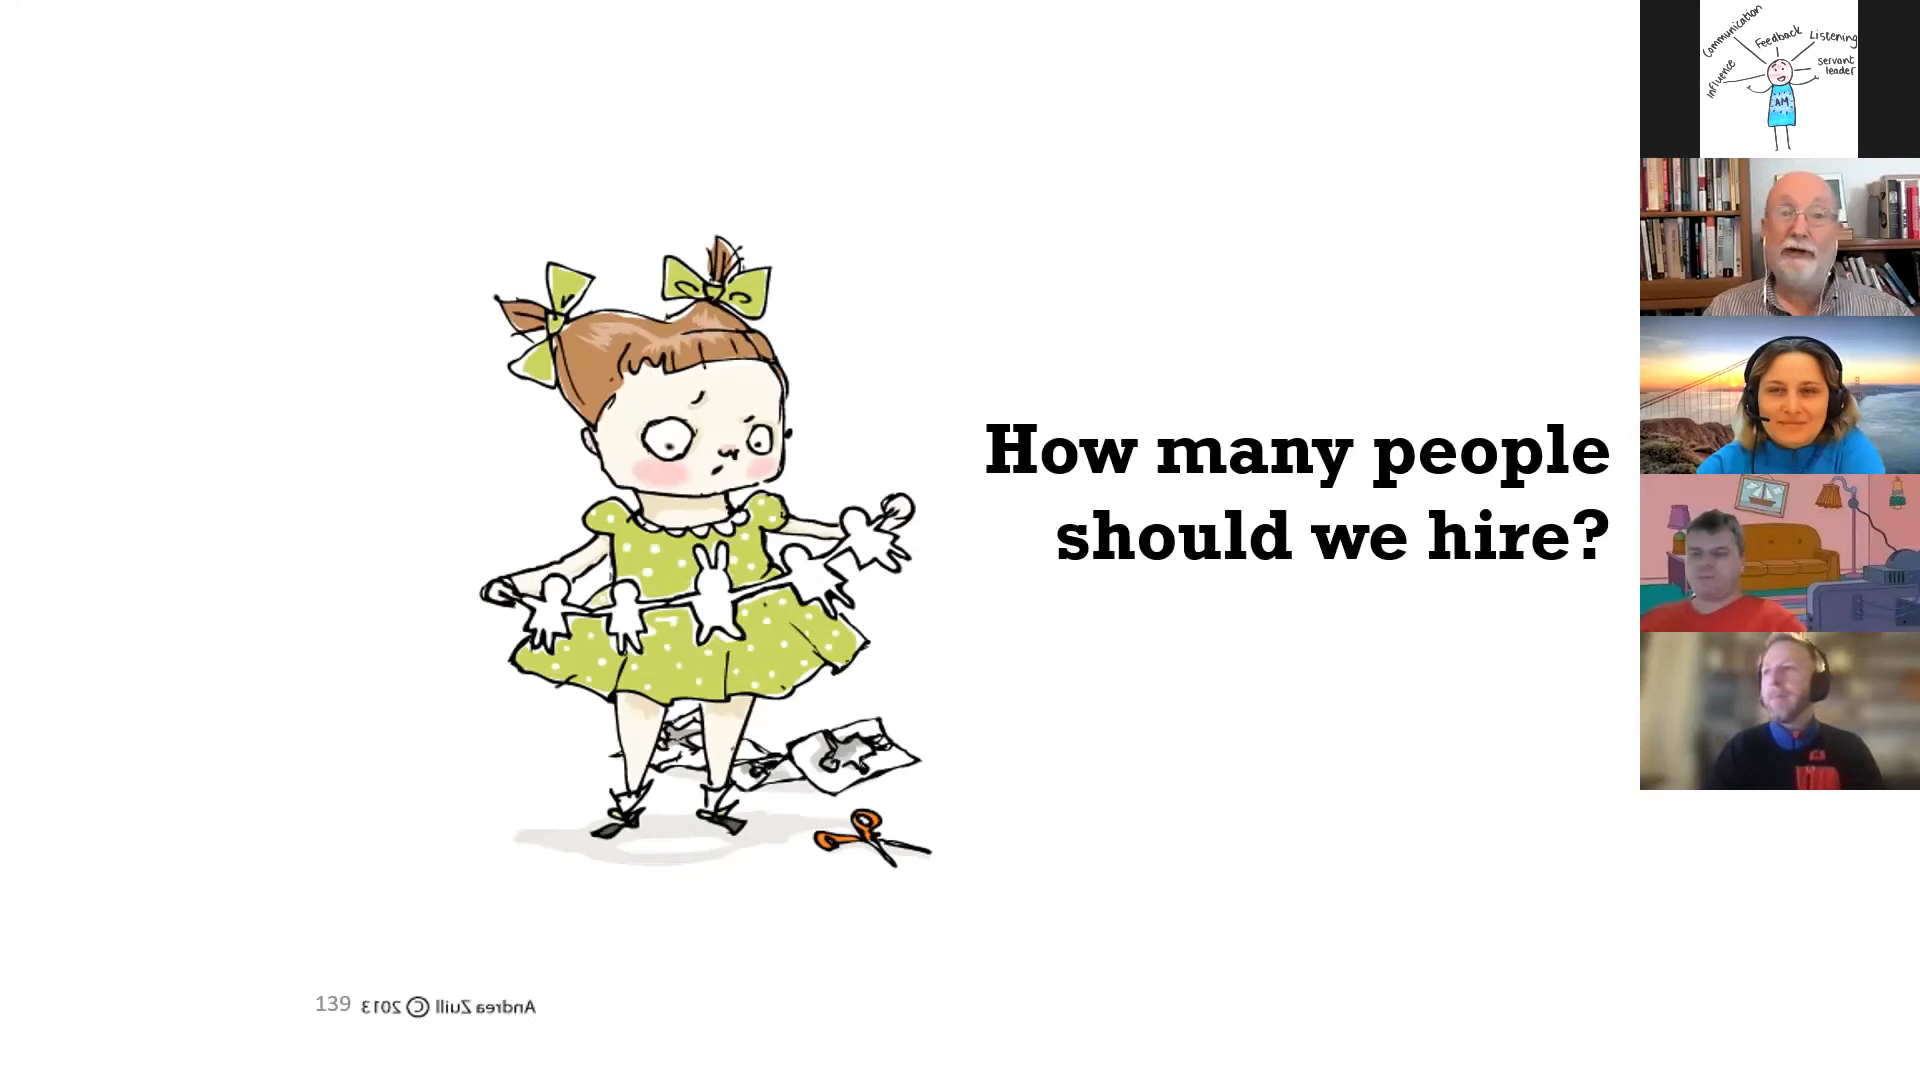 How many people
should we hire?
139
Andrea Zuill © 2013
Communication
Feedback
Listening
Influence
servant
leader
AM